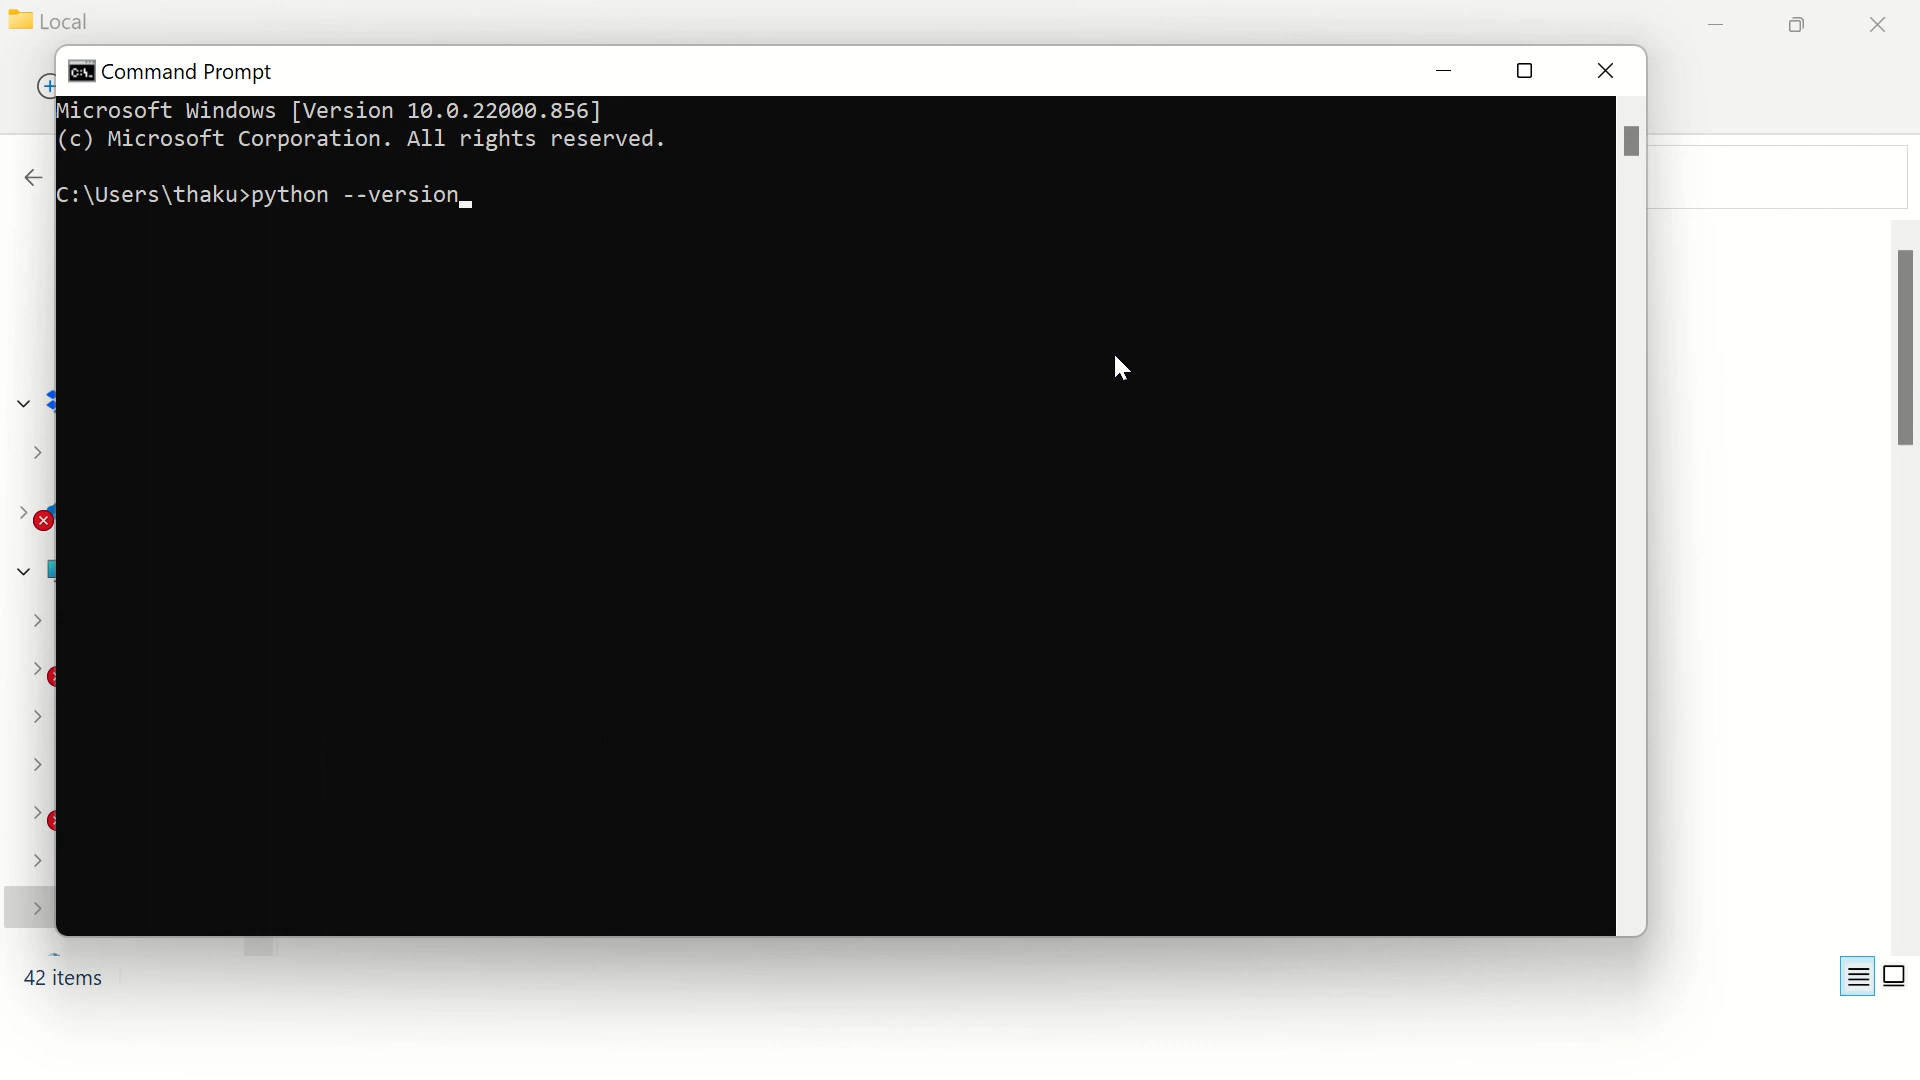 Local
Command Prompt
Microsoft Windows [Version 10.0.22000.856]
(c) Microsoft Corporation. All rights reserved.
C:\Users\thaku>python --version
42 items